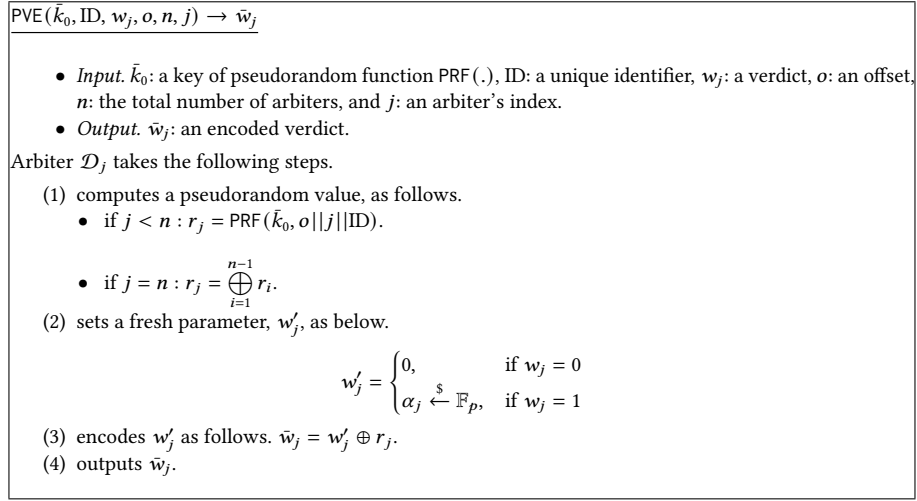 PVE(k̄₀, ID, wⱼ, o, n, j) → w̄ⱼ
• Input. k̄₀: a key of pseudorandom function PRF(.), ID: a unique identifier, wⱼ: a verdict, o: an offset,
n: the total number of arbiters, and j: an arbiter's index.
• Output. w̄ⱼ: an encoded verdict.
Arbiter 𝒟ⱼ takes the following steps.
(1) computes a pseudorandom value, as follows.
• if j < n : rⱼ = PRF(k̄₀, o||j||ID).
• if j = n : rⱼ = ⨁ᵢ₌₁ⁿ⁻¹ rᵢ.
(2) sets a fresh parameter, w′ⱼ, as below.
w′ⱼ = { 0, if wⱼ = 0
αⱼ ←$ 𝔽ₚ, if wⱼ = 1
(3) encodes w′ⱼ as follows. w̄ⱼ = w′ⱼ ⊕ rⱼ.
(4) outputs w̄ⱼ.